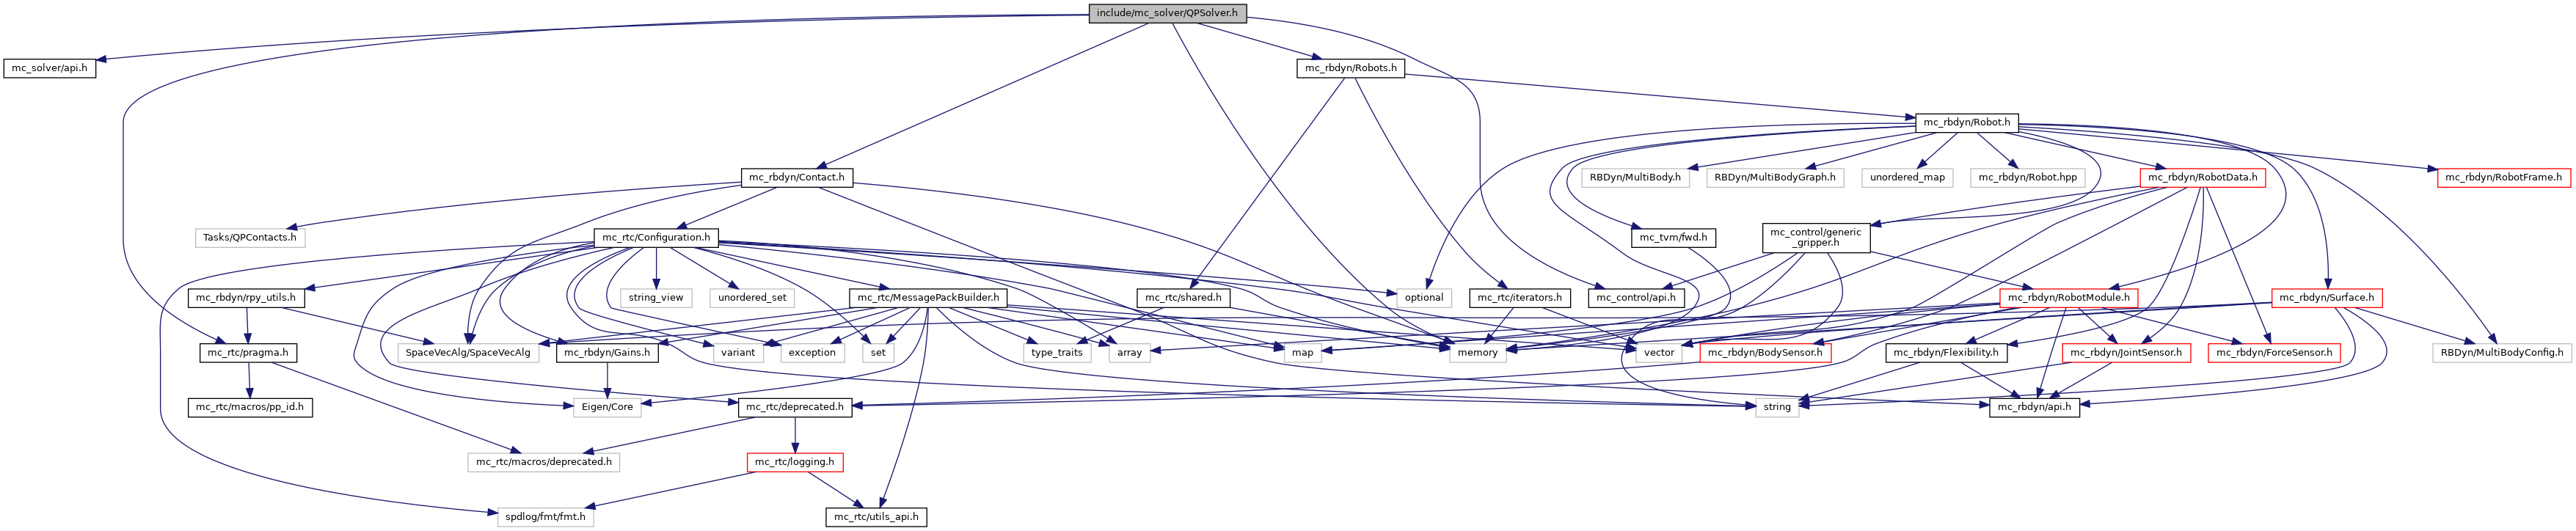 include/mc_solver/QPSolver.h
mc_solver/api.h
mc_rbdyn/Robots.h
mc_rbdyn/Robot.h
mc_rbdyn/Contact.h
RBDyn/MultiBody.h
RBDyn/MultiBodyGraph.h
unordered_map
mc_rbdyn/Robot.hpp
mc_rbdyn/RobotData.h
mc_rbdyn/RobotFrame.h
Tasks/QPContacts.h
mc_rtc/Configuration.h
mc_tvm/fwd.h
mc_control/generic
_gripper.h
mc_rbdyn/rpy_utils.h
string_view
unordered_set
mc_rtc/MessagePackBuilder.h
mc_rtc/shared.h
optional
mc_rtc/iterators.h
mc_control/api.h
mc_rbdyn/RobotModule.h
mc_rbdyn/Surface.h
mc_rtc/pragma.h
SpaceVecAlg/SpaceVecAlg
mc_rbdyn/Gains.h
variant
exception
set
type_traits
array
map
memory
vector
mc_rbdyn/BodySensor.h
mc_rbdyn/Flexibility.h
mc_rbdyn/JointSensor.h
mc_rbdyn/ForceSensor.h
RBDyn/MultiBodyConfig.h
mc_rtc/macros/pp_id.h
Eigen/Core
mc_rtc/deprecated.h
string
mc_rbdyn/api.h
mc_rtc/macros/deprecated.h
mc_rtc/logging.h
spdlog/fmt/fmt.h
mc_rtc/utils_api.h